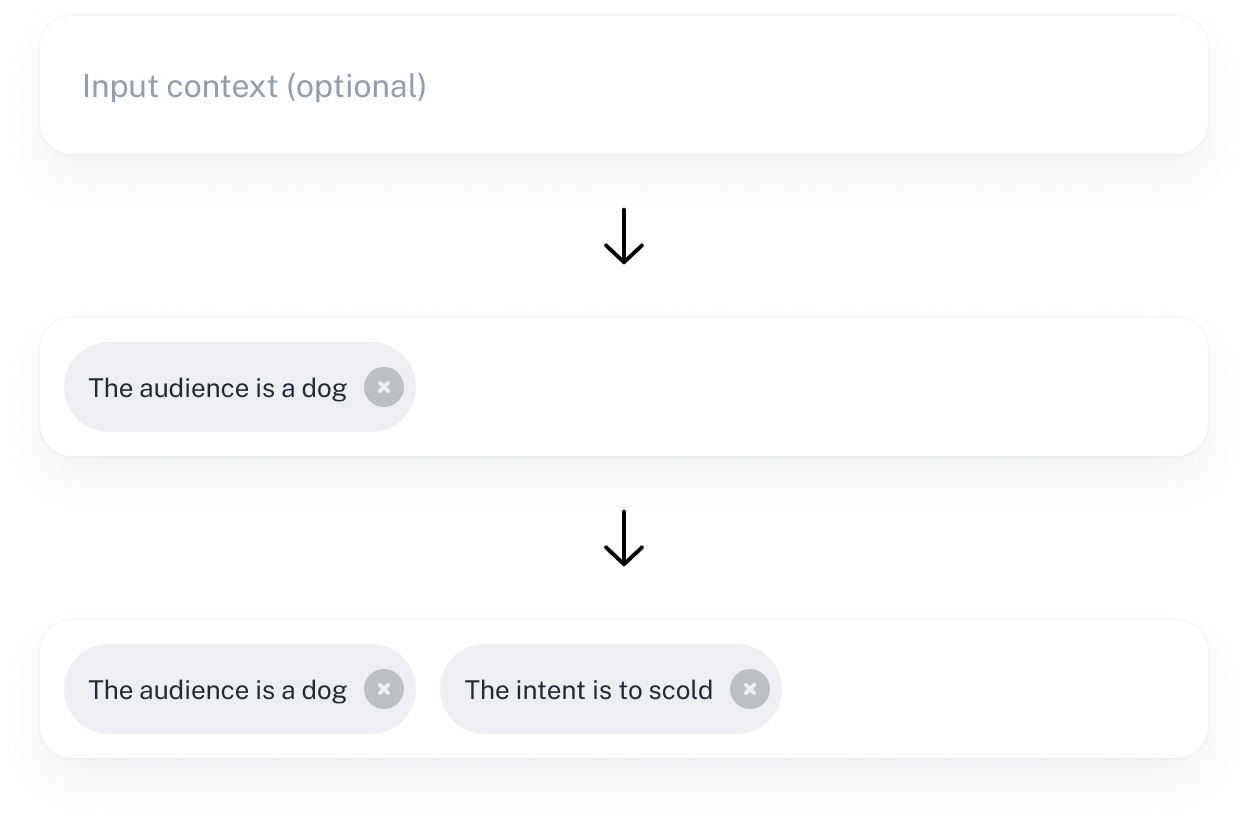 Input context (optional)
The audience is a dog
The audience is a dog The intent is to scold